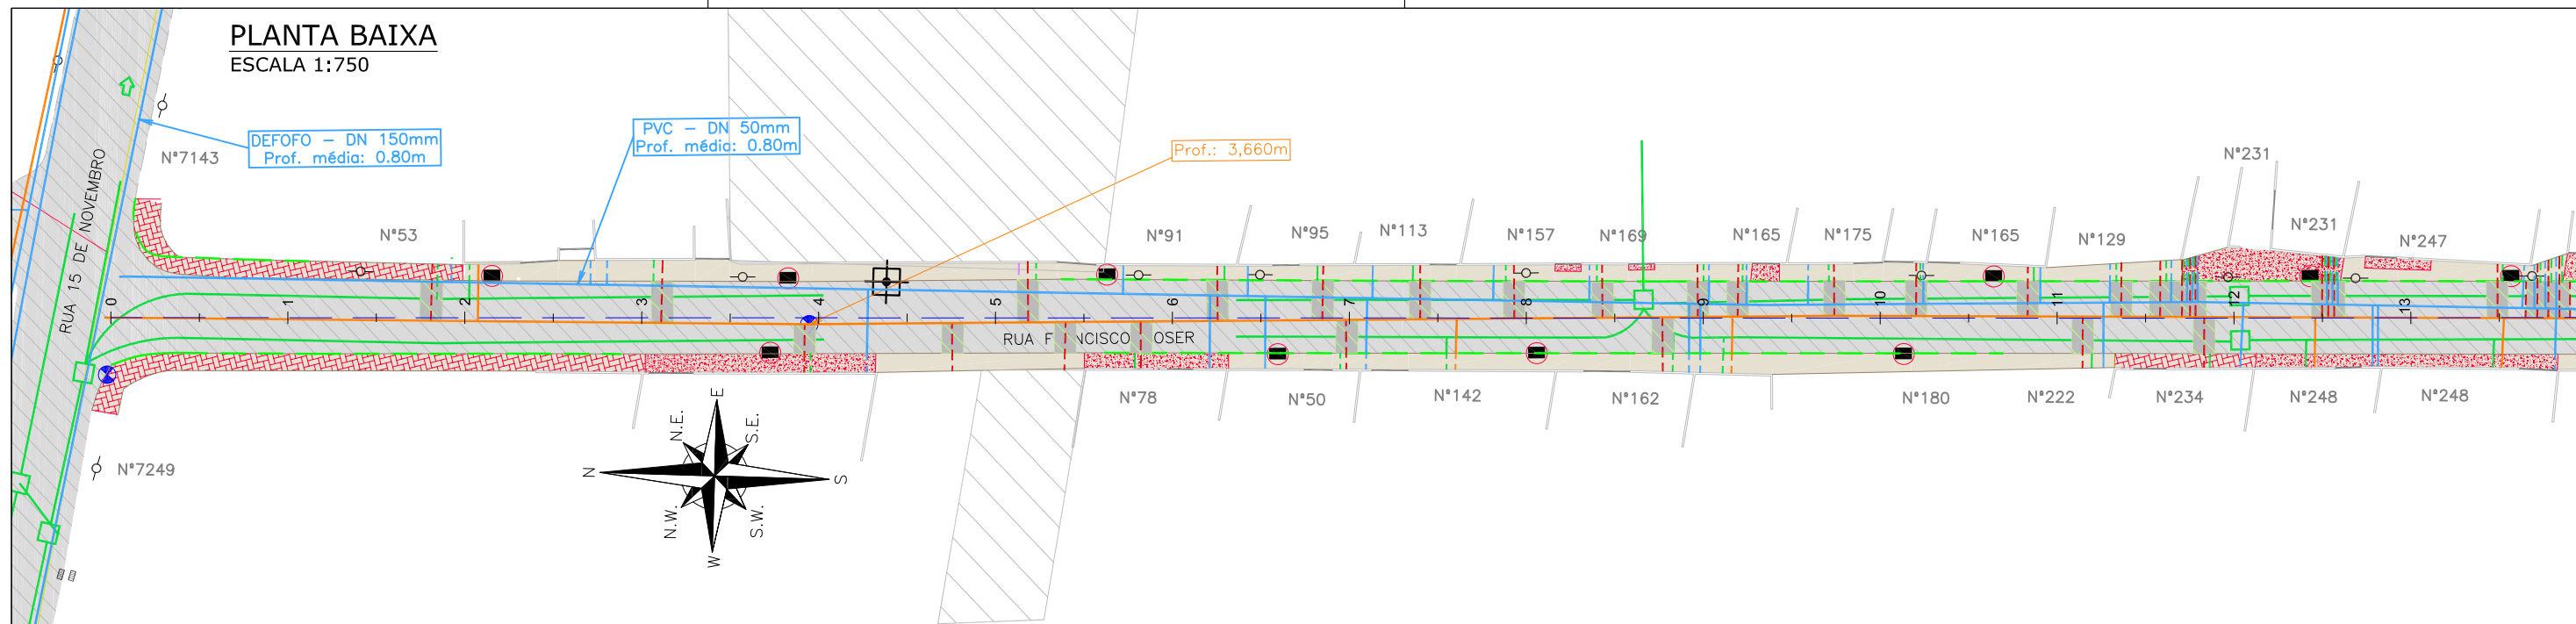 PLANTA BAIXA
ESCALA 1:750
DEFOFO - DN 150mm
Prof. média: 0.80m
PVC - DN 50mm
Prof. média: 0.80m
Prof.: 3,660m
N°7143
RUA 15 DE NOVEMBRO
N°53
N°91
N°95
N°113
N°157
N°169
N°165
N°175
N°165
N°129
N°231
N°231
N°247
0
1
2
3
4
5
6
7
8
9
10
11
12
13
RUA F NCISCO OSER
N°78
N°50
N°142
N°162
N°180
N°222
N°234
N°248
N°248
N°7249
N
N.E.
E
S.E.
S
S.W.
W
N.W.